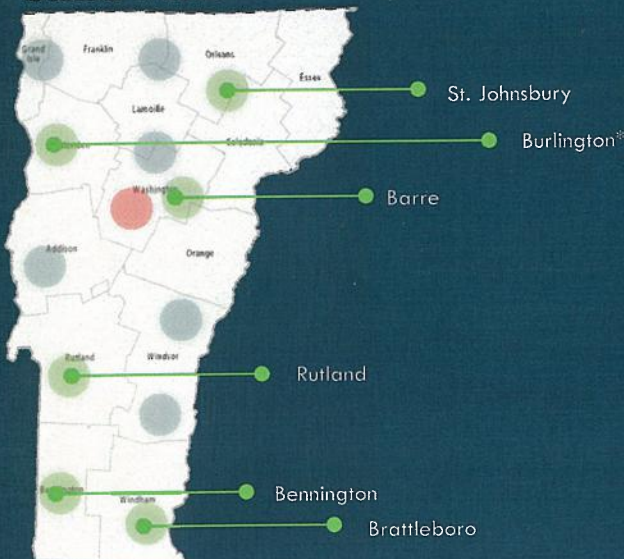 Grand Isle
Franklin
Orleans
Essex
St. Johnsbury
Lamoille
Burlington*
Caledonia
Washington
Barre
Addison
Orange
Rutland
Windsor
Rutland
Bennington
Windham
Brattleboro